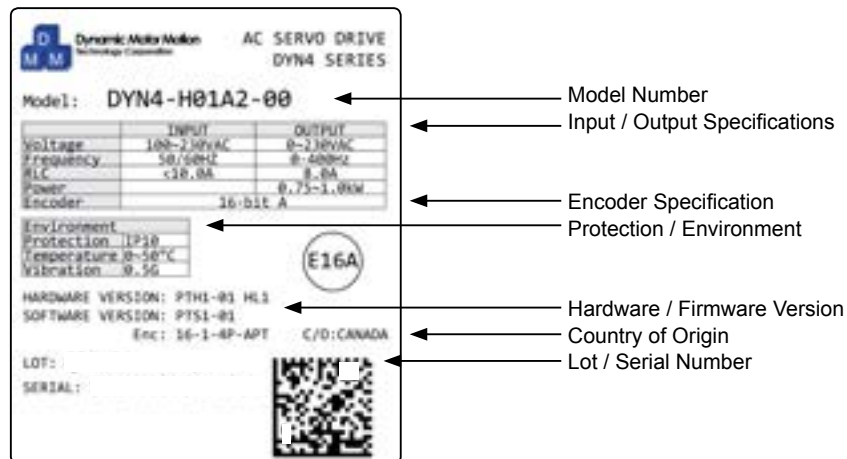 D
M M
Dynamic Motor Motion
Technology Corporation
AC SERVO DRIVE
DYN4 SERIES
Model: DYN4-H01A2-00
INPUT OUTPUT
Voltage 100~230VAC 0~230VAC
Frequency 50/60HZ 0-400Hz
RLC <10.0A 8.0A
Power 0.75~1.0kW
Encoder 16-bit A
Environment
Protection IP10
Temperature 0~50°C
Vibration 0.5G
E16A
HARDWARE VERSION: PTH1-01 HL1
SOFTWARE VERSION: PTS1-01
Enc: 16-1-4P-APT C/O:CANADA
LOT:
SERIAL:
Model Number
Input / Output Specifications
Encoder Specification
Protection / Environment
Hardware / Firmware Version
Country of Origin
Lot / Serial Number